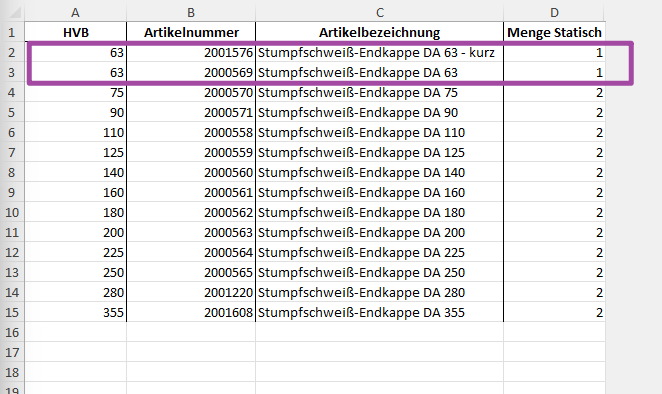 A B C D
1 HVB Artikelnummer Artikelbezeichnung Menge Statisch
2 63 2001576 Stumpfschweiß-Endkappe DA 63 - kurz 1
3 63 2000569 Stumpfschweiß-Endkappe DA 63 1
4 75 2000570 Stumpfschweiß-Endkappe DA 75 2
5 90 2000571 Stumpfschweiß-Endkappe DA 90 2
6 110 2000558 Stumpfschweiß-Endkappe DA 110 2
7 125 2000559 Stumpfschweiß-Endkappe DA 125 2
8 140 2000560 Stumpfschweiß-Endkappe DA 140 2
9 160 2000561 Stumpfschweiß-Endkappe DA 160 2
10 180 2000562 Stumpfschweiß-Endkappe DA 180 2
11 200 2000563 Stumpfschweiß-Endkappe DA 200 2
12 225 2000564 Stumpfschweiß-Endkappe DA 225 2
13 250 2000565 Stumpfschweiß-Endkappe DA 250 2
14 280 2001220 Stumpfschweiß-Endkappe DA 280 2
15 355 2001608 Stumpfschweiß-Endkappe DA 355 2
16
17
18
19